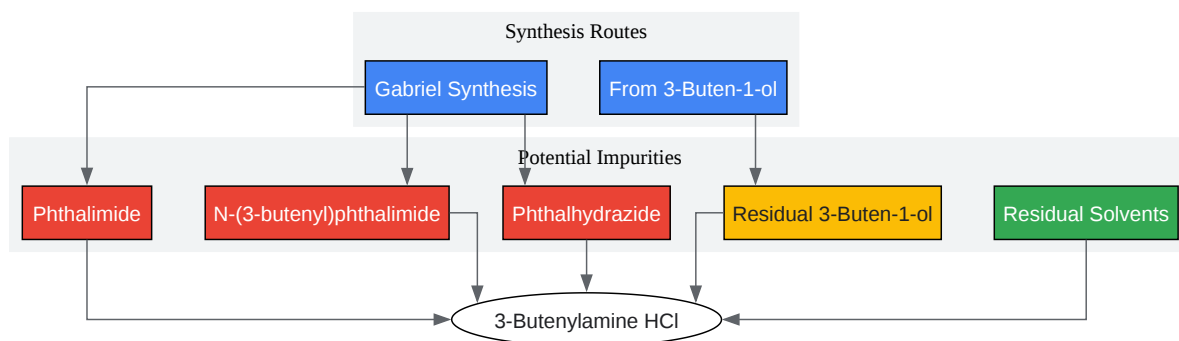 Synthesis Routes
Gabriel Synthesis
From 3-Buten-1-ol
Potential Impurities
Phthalimide
N-(3-butenyl)phthalimide
Phthalhydrazide
Residual 3-Buten-1-ol
Residual Solvents
3-Butenylamine HCl